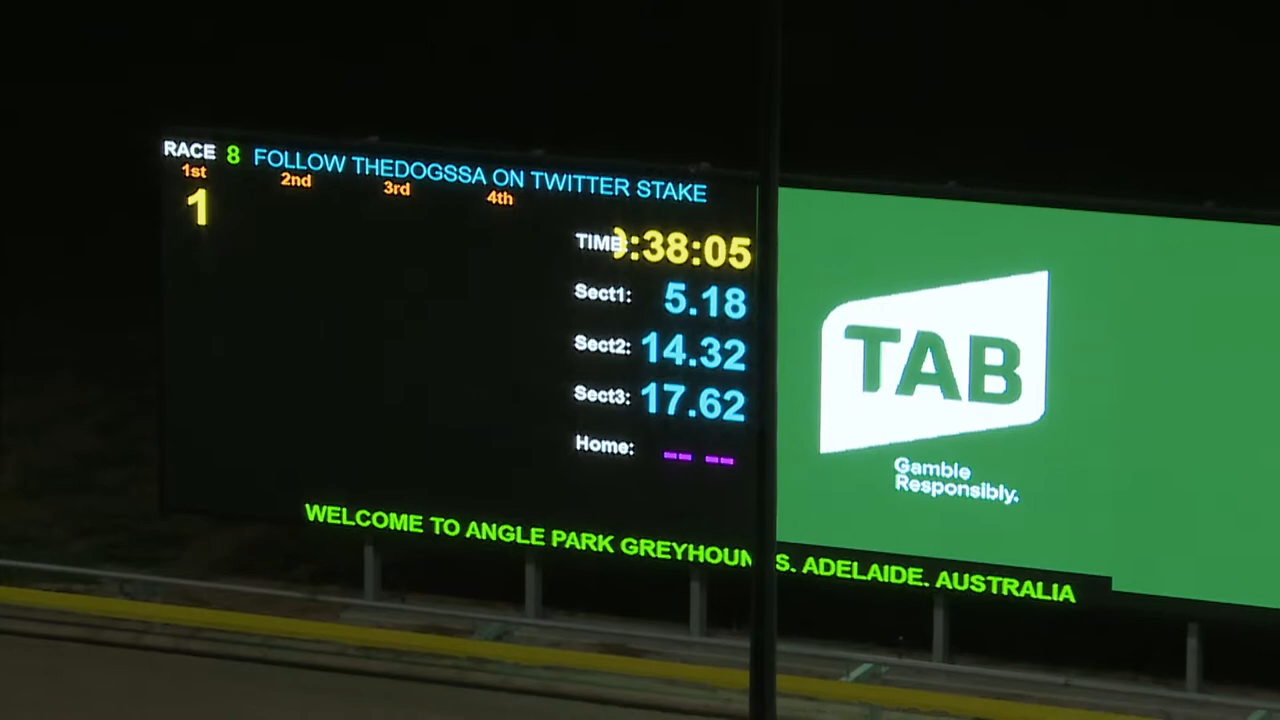 RACE 8 FOLLOW THEDOGSSA ON TWITTER STAKE
1st 2nd 3rd 4th
1
TIME :38:05
Sect1: 5.18
Sect2: 14.32
Sect3: 17.62
Home: -- --
WELCOME TO ANGLE PARK GREYHOUN S. ADELAIDE. AUSTRALIA
TAB
Gamble
Responsibly.